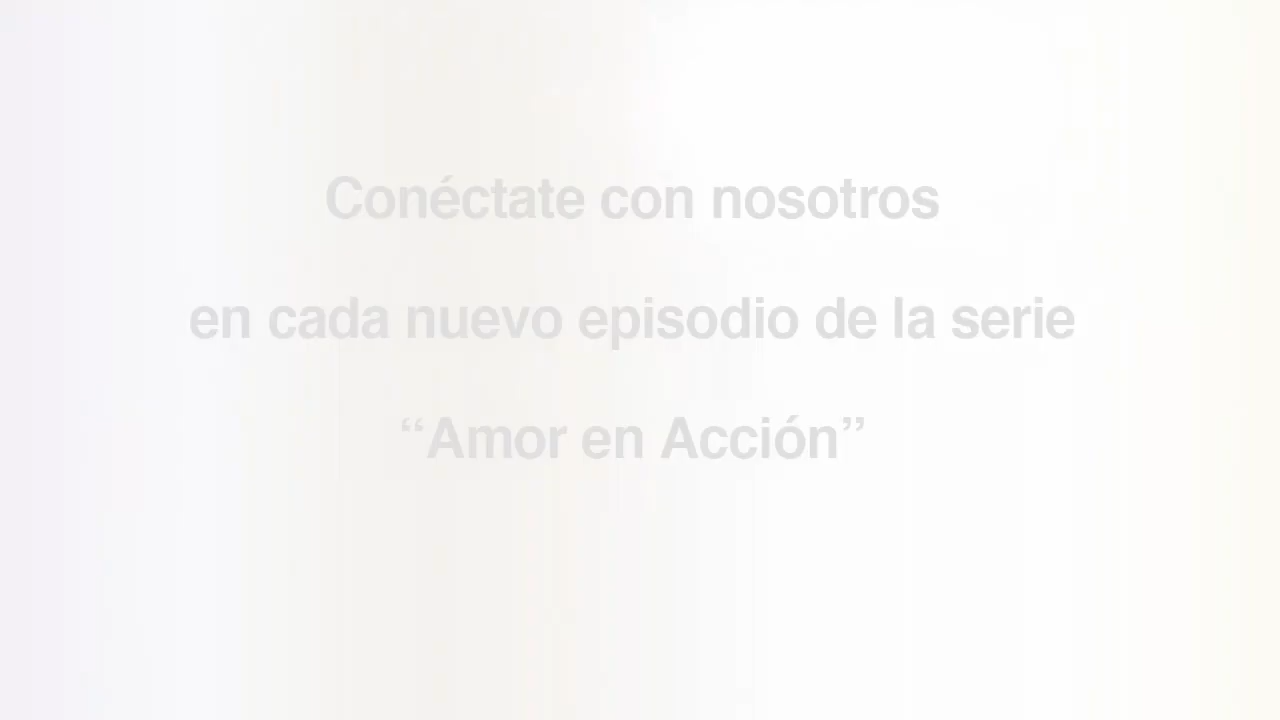 Conéctate con nosotros
en cada nuevo episodio de la serie
“Amor en Acción”